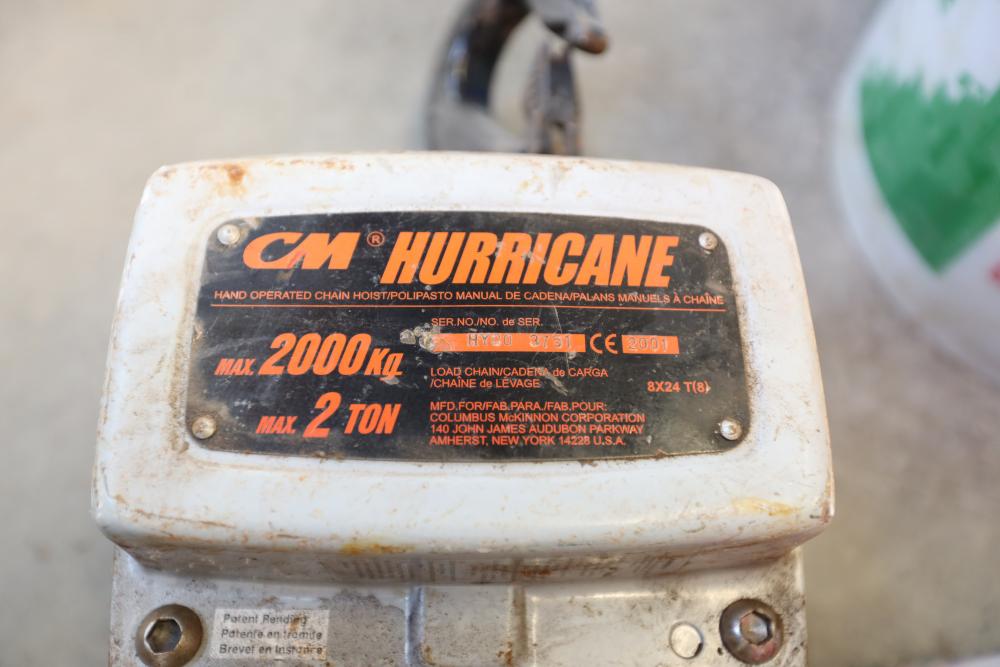 CM® HURRICANE
HAND OPERATED CHAIN HOIST/POLIPASTO MANUAL DE CADENA/PALANS MANUELS À CHAÎNE
SER.NO./NO. de SER.
3761 CE 2001
MAX. 2000Kg
LOAD CHAIN/CADENA de CARGA
/CHAÎNE de LEVAGE
8X24 T(8)
MAX. 2 TON
MFD.FOR/FAB.PARA./FAB.POUR:
COLUMBUS McKINNON CORPORATION
140 JOHN JAMES AUDUBON PARKWAY
AMHERST, NEW YORK 14228 U.S.A.
Patent Pending
Patente en tramite
Brevet en Instance